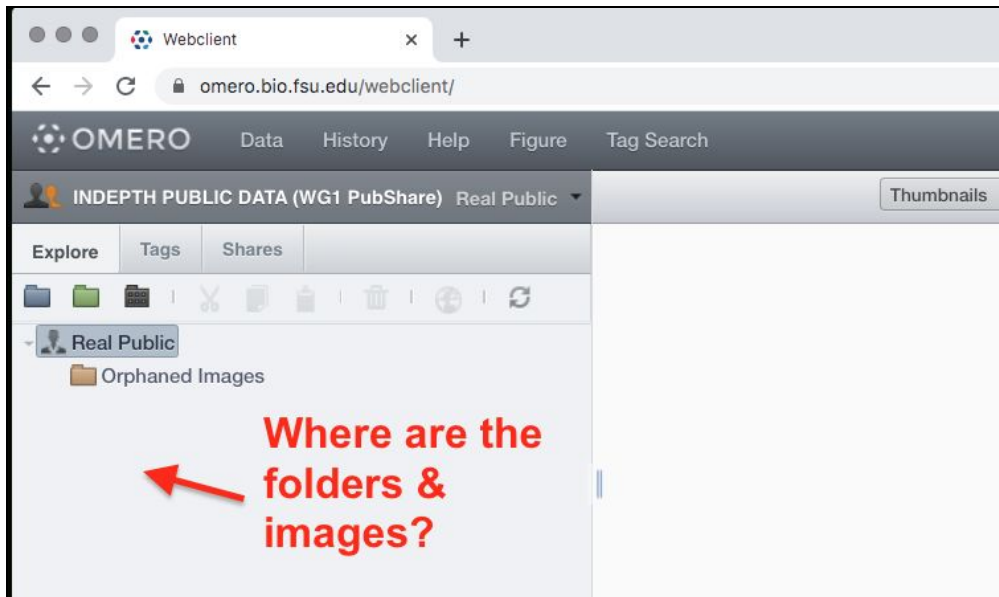 Webclient
omero.bio.fsu.edu/webclient/
OMERO Data History Help Figure Tag Search
INDEPTH PUBLIC DATA (WG1 PubShare) Real Public
Thumbnails
Explore Tags Shares
Real Public
Orphaned Images
Where are the
folders &
images?